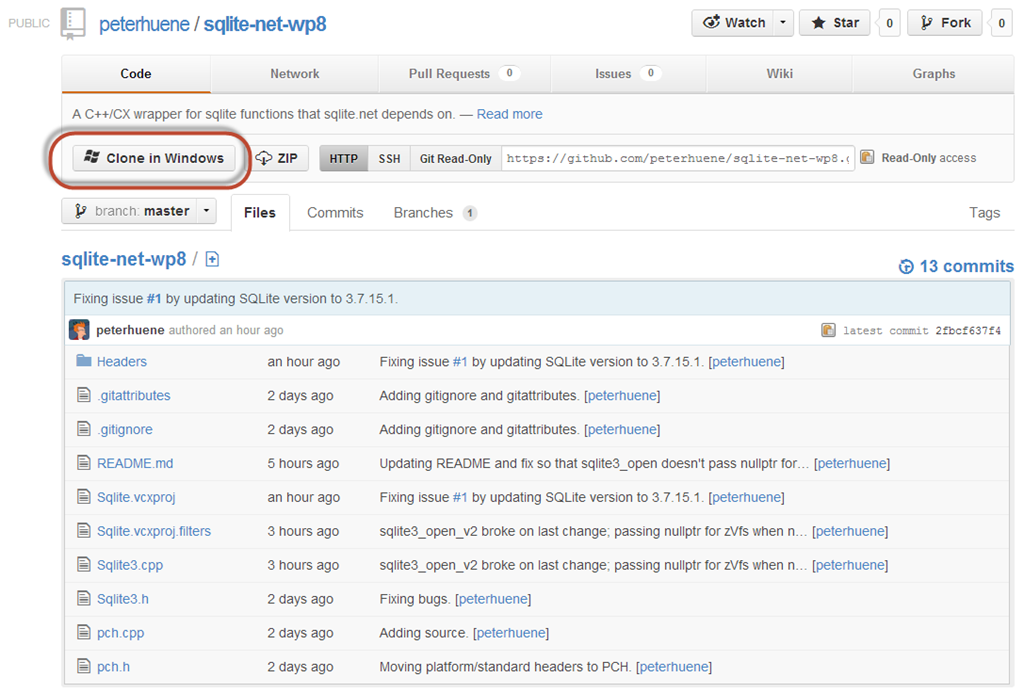 PUBLIC peterhuene / sqlite-net-wp8 Watch Star 0 Fork 0
Code Network Pull Requests 0 Issues 0 Wiki Graphs
A C++/CX wrapper for sqlite functions that sqlite.net depends on. — Read more
Clone in Windows ZIP HTTP SSH Git Read-Only https://github.com/peterhuene/sqlite-net-wp8.g Read-Only access
branch: master Files Commits Branches 1 Tags
sqlite-net-wp8 / 13 commits
Fixing issue #1 by updating SQLite version to 3.7.15.1.
peterhuene authored an hour ago latest commit 2fbcf637f4
Headers an hour ago Fixing issue #1 by updating SQLite version to 3.7.15.1. [peterhuene]
.gitattributes 2 days ago Adding gitignore and gitattributes. [peterhuene]
.gitignore 2 days ago Adding gitignore and gitattributes. [peterhuene]
README.md 5 hours ago Updating README and fix so that sqlite3_open doesn't pass nullptr for… [peterhuene]
Sqlite.vcxproj an hour ago Fixing issue #1 by updating SQLite version to 3.7.15.1. [peterhuene]
Sqlite.vcxproj.filters 3 hours ago sqlite3_open_v2 broke on last change; passing nullptr for zVfs when n… [peterhuene]
Sqlite3.cpp 3 hours ago sqlite3_open_v2 broke on last change; passing nullptr for zVfs when n… [peterhuene]
Sqlite3.h 2 days ago Fixing bugs. [peterhuene]
pch.cpp 2 days ago Adding source. [peterhuene]
pch.h 2 days ago Moving platform/standard headers to PCH. [peterhuene]